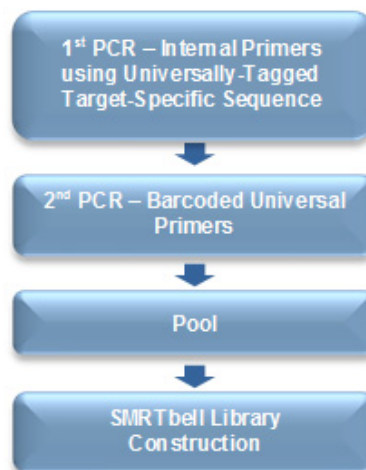 1st PCR – Internal Primers
using Universally-Tagged
Target-Specific Sequence
2nd PCR – Barcoded Universal
Primers
Pool
SMRTbell Library
Construction